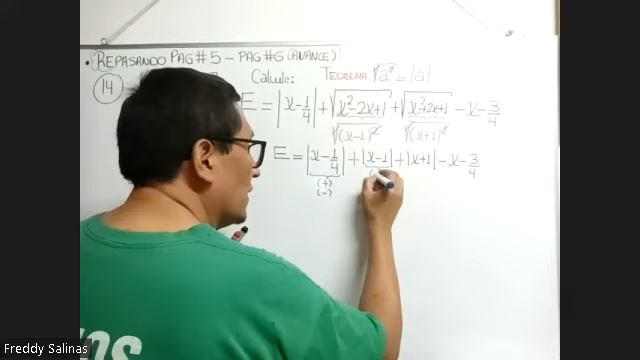 • REPASANDO PAG#5 – PAG#6 (AVANCE)
14 Calcule: TEOREMA √a² = |a|
E = |x - 1/4| + √x² - 2x + 1 + √x² + 2x + 1 - x - 3/4
√(x-1)² √(x+1)²
E = |x - 1/4| + |x-1| + |x+1| - x - 3/4
(+)
(-)
Freddy Salinas